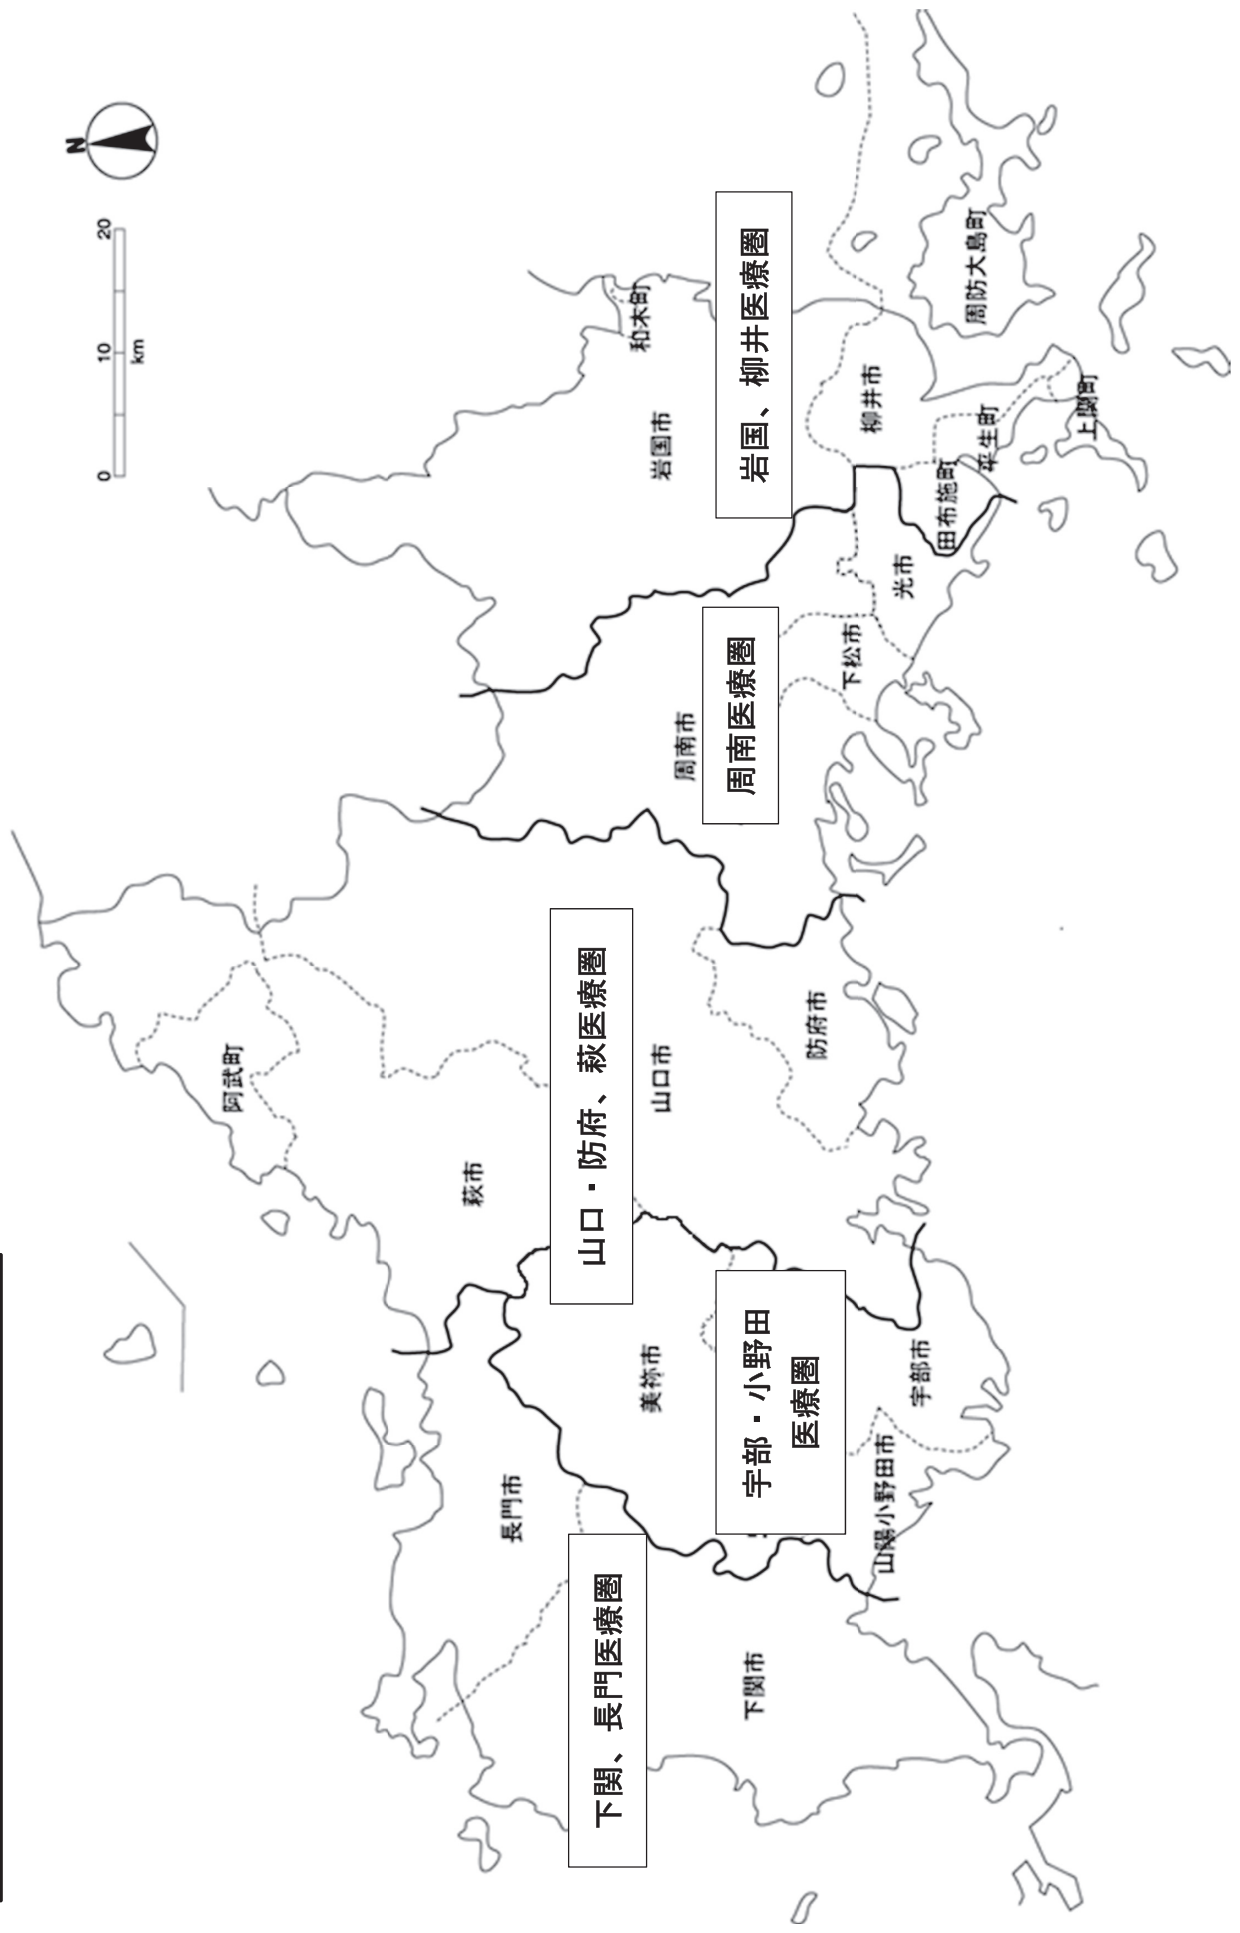 N
0 10 20
km
和木町
岩国市
岩国、柳井医療圏
柳井市
周防大島町
平生町
上関町
田布施町
光市
下松市
周南市
周南医療圏
阿武町
萩市
山口・防府、萩医療圏
山口市
防府市
美祢市
宇部・小野田
医療圏
宇部市
山陽小野田市
長門市
下関、長門医療圏
下関市